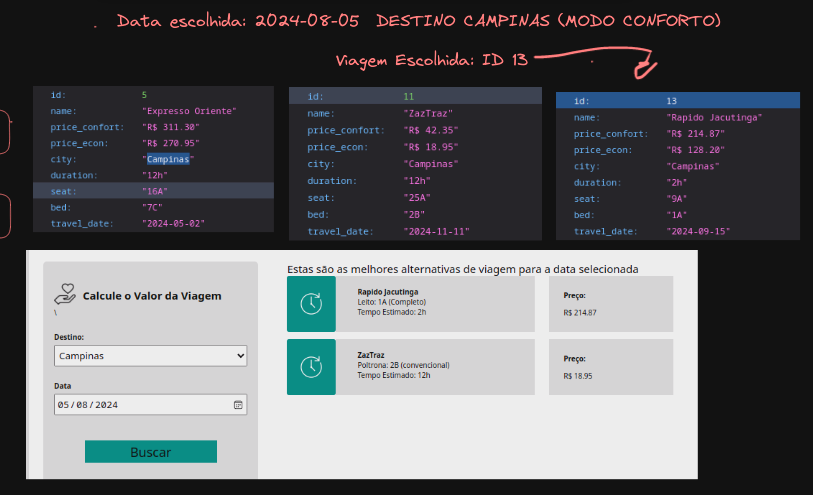 Data escolhida: 2024-08-05 DESTINO CAMPINAS (MODO CONFORTO)
Viagem Escolhida: ID 13
id: 5
name: "Expresso Oriente"
price_confort: "R$ 311.30"
price_econ: "R$ 270.95"
city: "Campinas"
duration: "12h"
seat: "16A"
bed: "7C"
travel_date: "2024-05-02"
id: 11
name: "ZazTraz"
price_confort: "R$ 42.35"
price_econ: "R$ 18.95"
city: "Campinas"
duration: "12h"
seat: "25A"
bed: "2B"
travel_date: "2024-11-11"
id: 13
name: "Rapido Jacutinga"
price_confort: "R$ 214.87"
price_econ: "R$ 128.20"
city: "Campinas"
duration: "2h"
seat: "9A"
bed: "1A"
travel_date: "2024-09-15"
Calcule o Valor da Viagem
\
Destino:
Campinas
Data
05/08/2024
Buscar
Estas são as melhores alternativas de viagem para a data selecionada
Rapido Jacutinga
Leito: 1A (Completo)
Tempo Estimado: 2h
Preço:
R$ 214.87
ZazTraz
Poltrona: 2B (convencional)
Tempo Estimado: 12h
Preço:
R$ 18.95